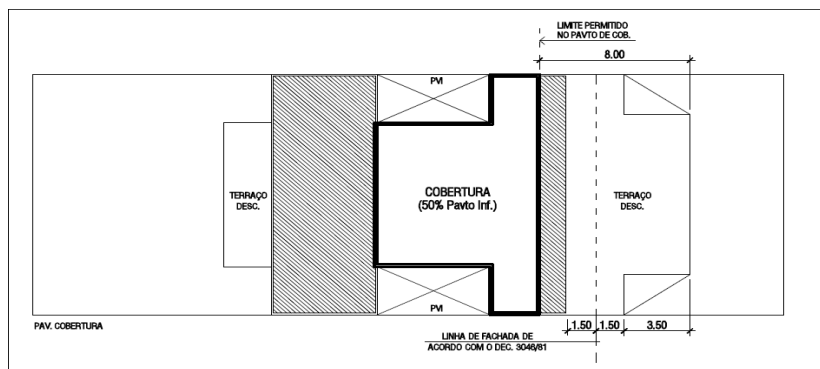 LIMITE PERMITIDO
NO PAVTO DE COB.
8.00
PVI
TERRAÇO
DESC.
COBERTURA
(50% Pavto Inf.)
TERRAÇO
DESC.
PVI
PAV. COBERTURA
1.50 1.50 3.50
LINHA DE FACHADA DE
ACORDO COM O DEC. 3046/81